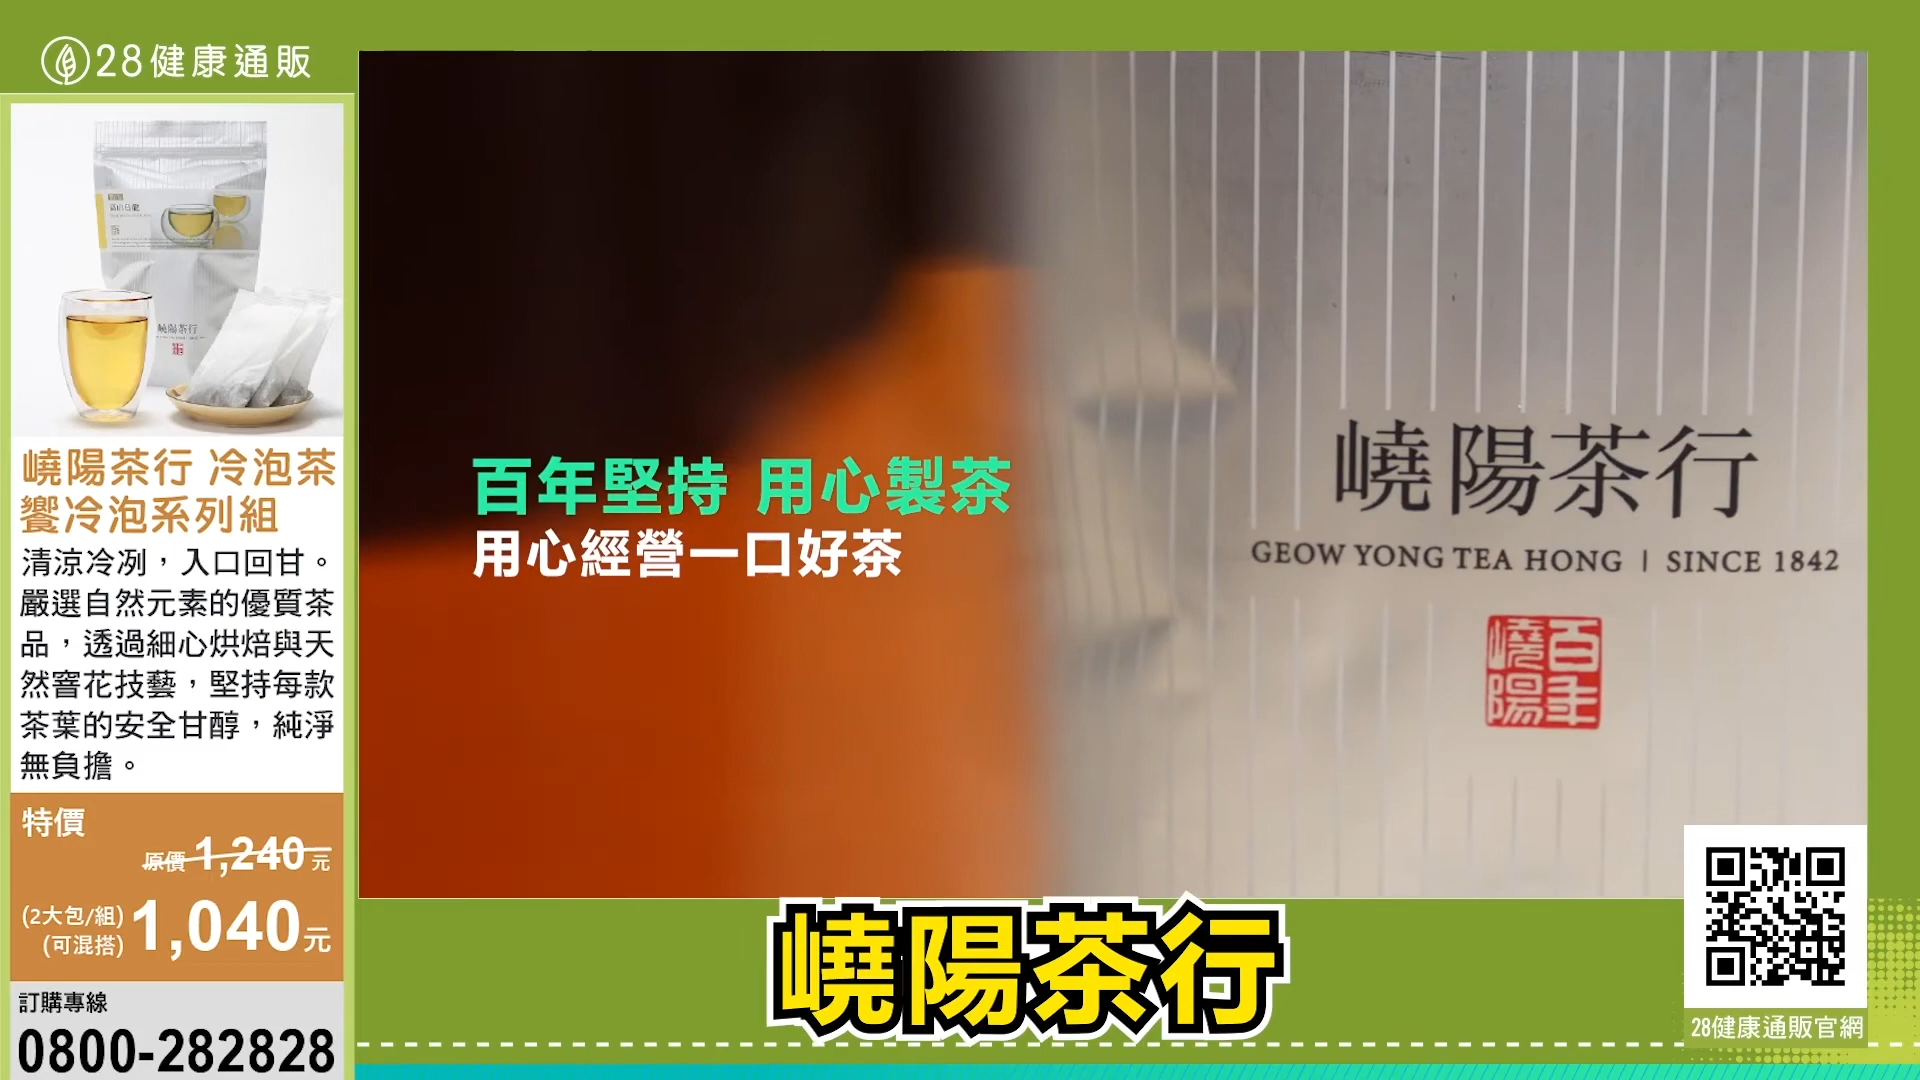 28健康通販
嶢陽茶行
嶢陽茶行 冷泡茶
饗冷泡系列組
清涼冷冽，入口回甘。
嚴選自然元素的優質茶
品，透過細心烘焙與天
然窨花技藝，堅持每款
茶葉的安全甘醇，純淨
無負擔。
特價
原價 1,240 元
(2大包/組)
(可混搭)
1,040元
訂購專線
0800-282828
百年堅持 用心製茶
用心經營一口好茶
嶢陽茶行
GEOW YONG TEA HONG | SINCE 1842
百年
嶢陽
嶢陽茶行
28健康通販官網